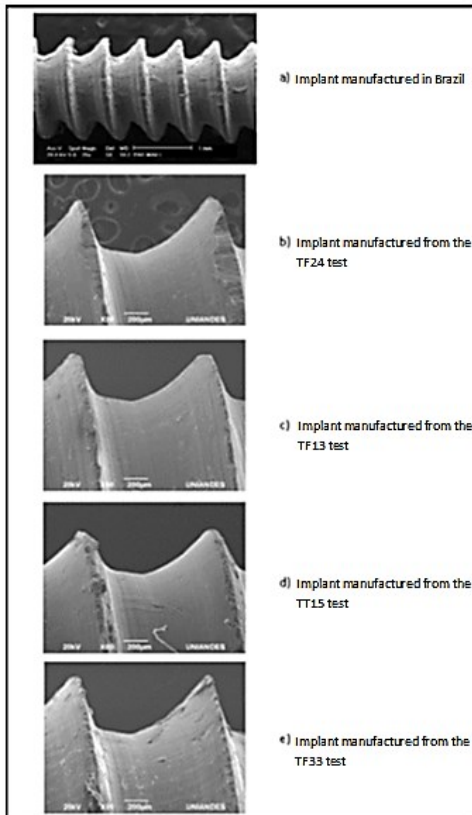 a) Implant manufactured in Brazil
1 mm
b) Implant manufactured from the
TF24 test
20kV
200μm
UNIANDES
c) Implant manufactured from the
TF13 test
20kV
200μm
UNIANDES
d) Implant manufactured from the
TT15 test
20kV
200μm
UNIANDES
e) Implant manufactured from the
TF33 test
20kV
200μm
UNIANDES